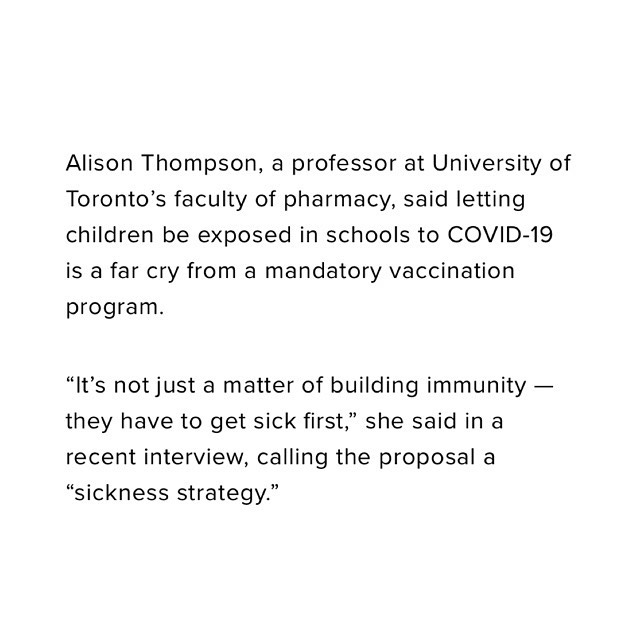 Alison Thompson, a professor at University of
Toronto’s faculty of pharmacy, said letting
children be exposed in schools to COVID-19
is a far cry from a mandatory vaccination
program.
“It’s not just a matter of building immunity —
they have to get sick first,” she said in a
recent interview, calling the proposal a
“sickness strategy.”